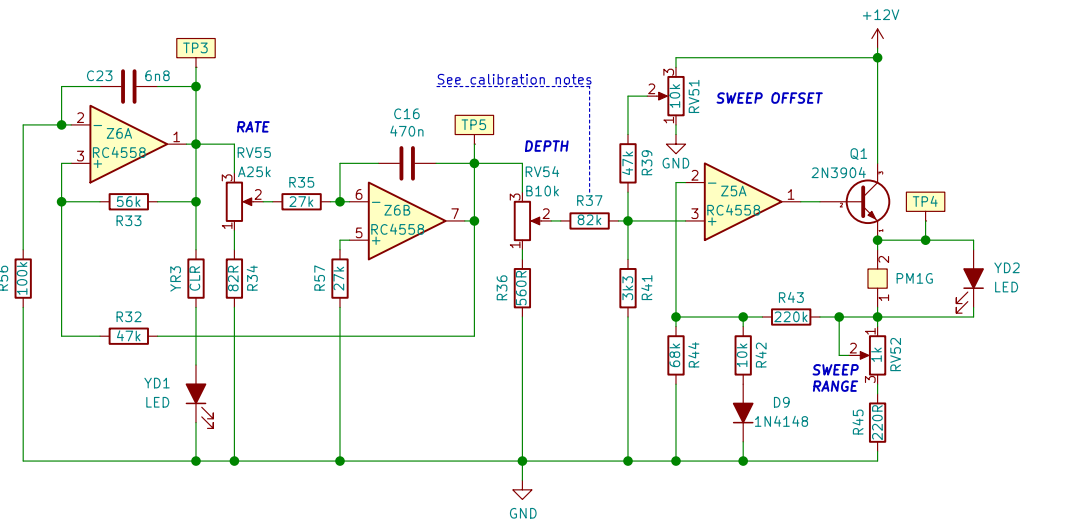 +12V
TP3
C23
6n8
2
3
1
Z6A
RC4558
56k
R33
R56
100k
YR3
CLR
82R
R34
R32
47k
YD1
LED
RATE
RV55
A25k
3
2
1
R35
27k
C16
470n
TP5
6
5
7
Z6B
RC4558
R57
27k
See calibration notes
DEPTH
RV54
B10k
3
2
1
R36
560R
R37
82k
GND
R39
47k
R41
3k3
3
2
1
10k
RV51
GND
SWEEP OFFSET
2
3
1
Z5A
RC4558
Q1
2N3904
3
2
1
TP4
2
1
PM1G
YD2
LED
R43
220k
68k
R44
10k
R42
D9
1N4148
1
2
3
1k
RV52
SWEEP
RANGE
R45
220R